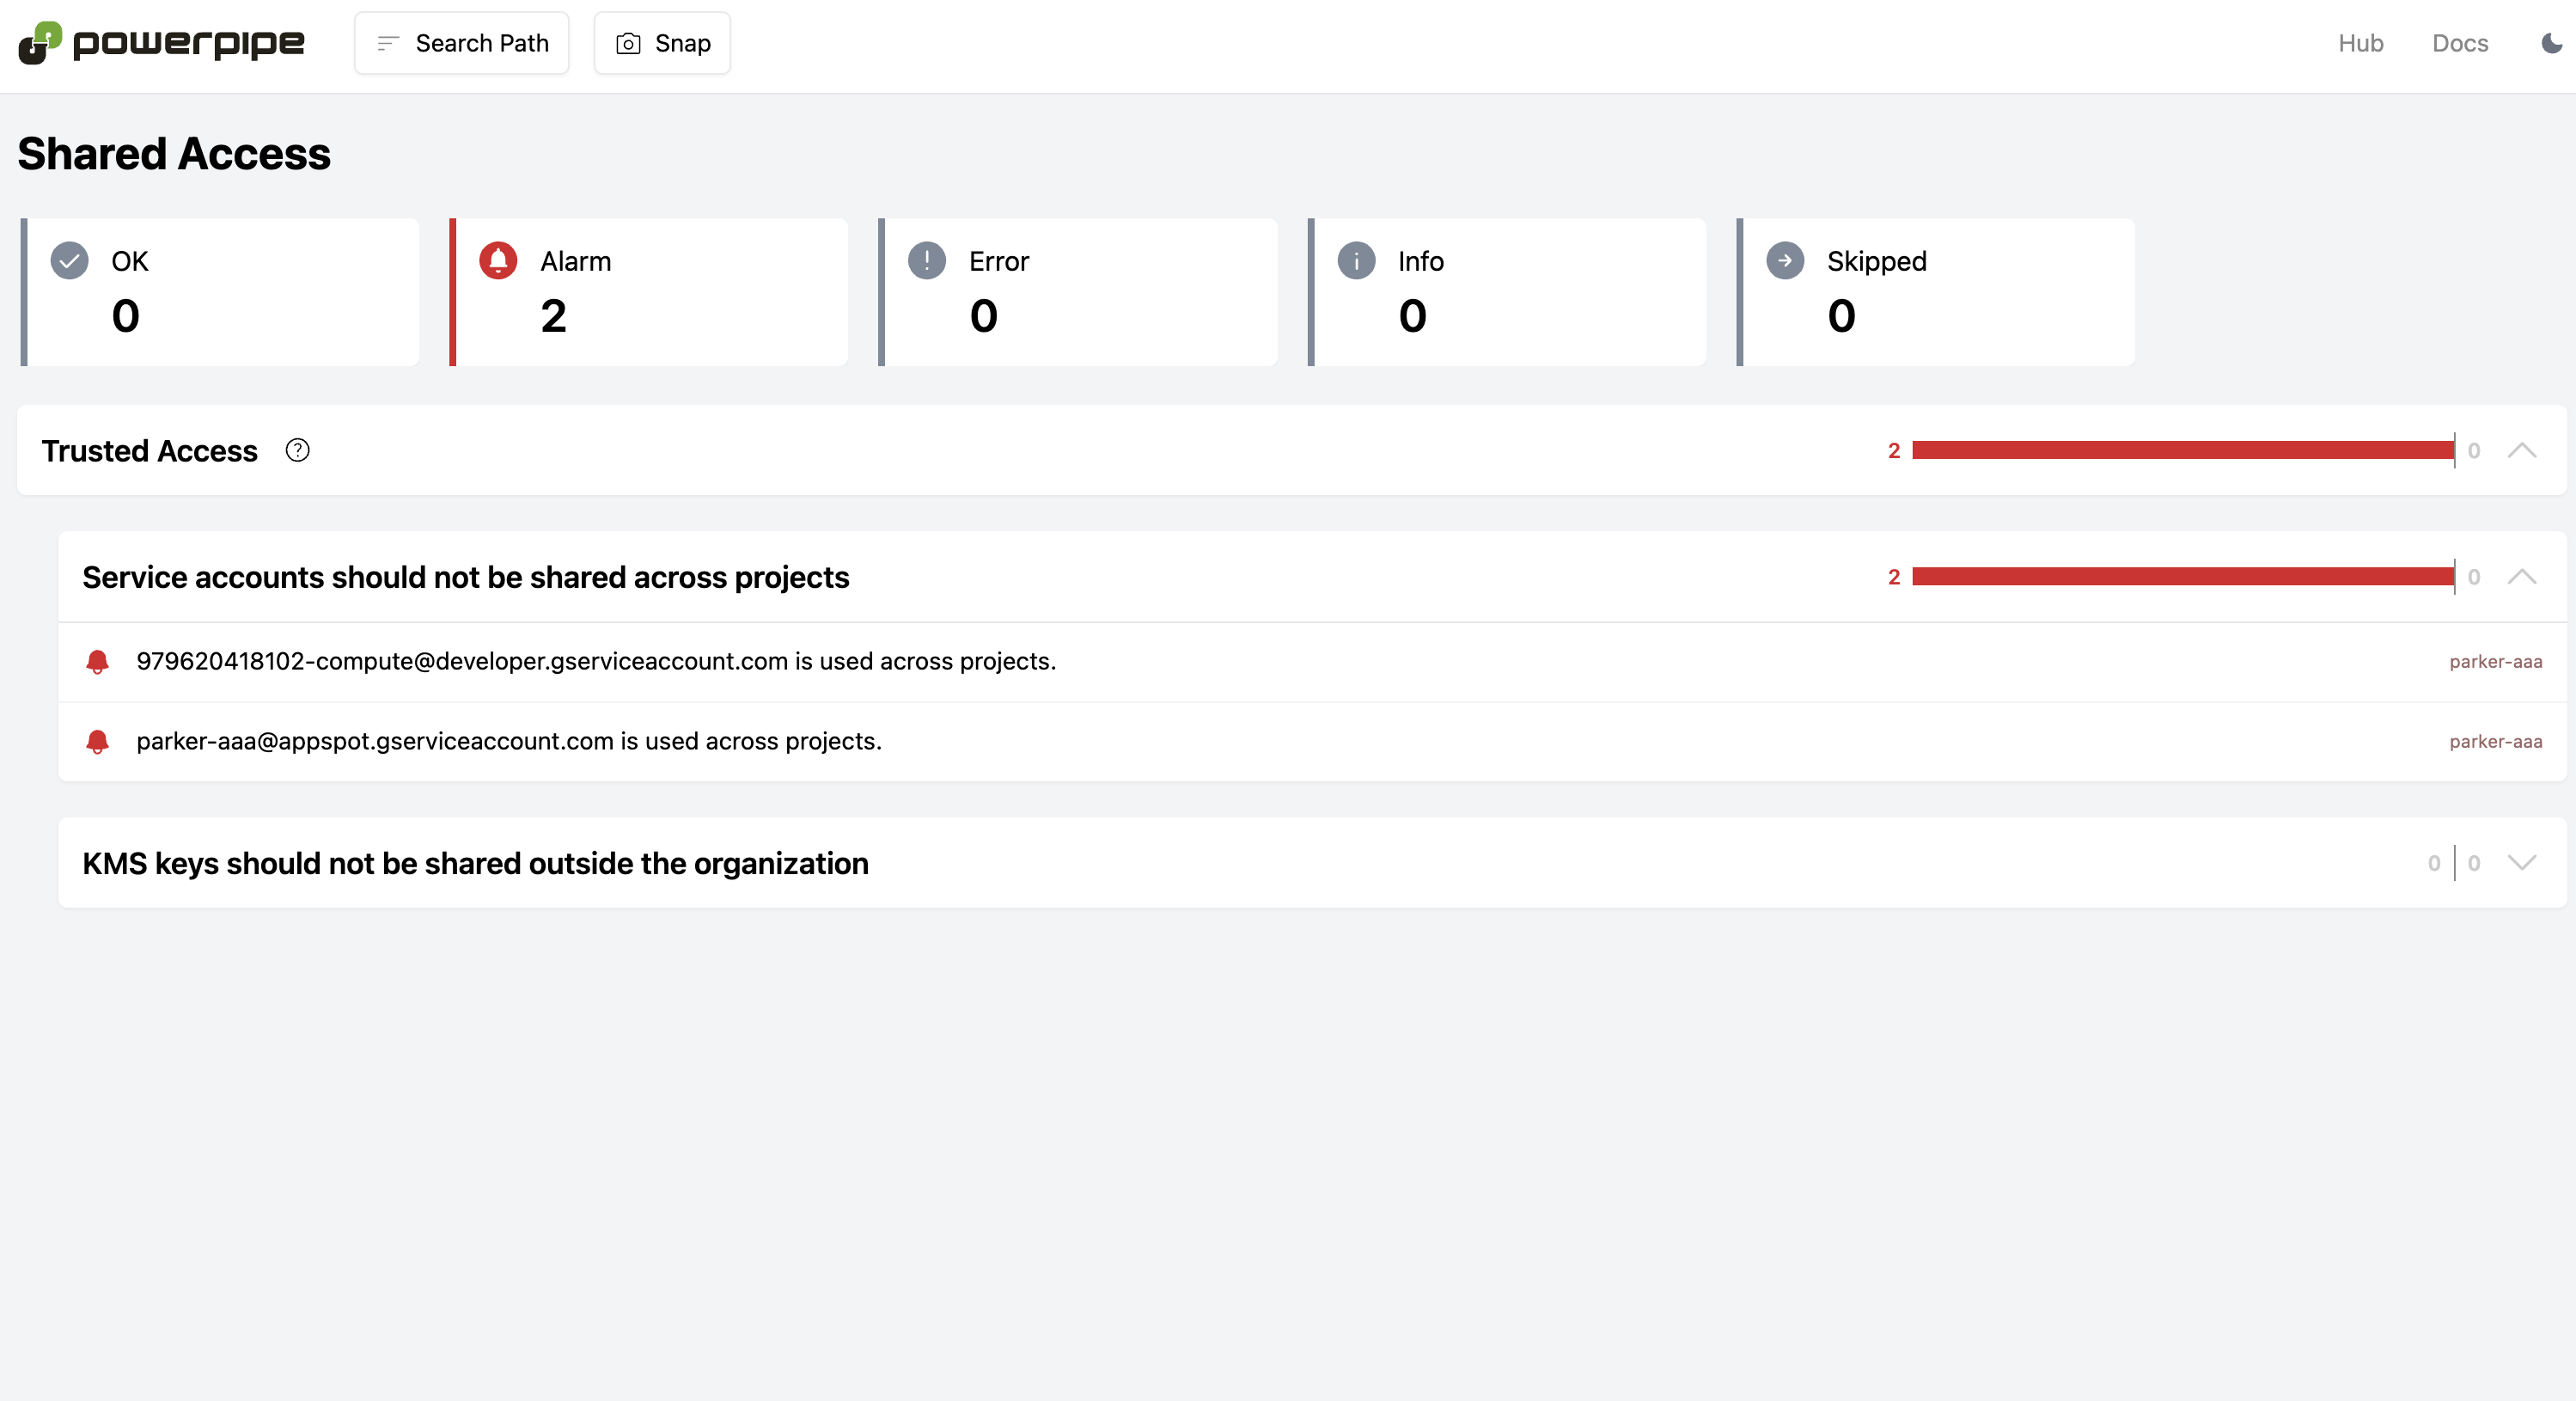 powerpipe Search Path Snap Hub Docs
Shared Access
OK Alarm Error Info Skipped
0 2 0 0 0
Trusted Access 2 0
Service accounts should not be shared across projects 2 0
979620418102-compute@developer.gserviceaccount.com is used across projects. parker-aaa
parker-aaa@appspot.gserviceaccount.com is used across projects. parker-aaa
KMS keys should not be shared outside the organization 0 0